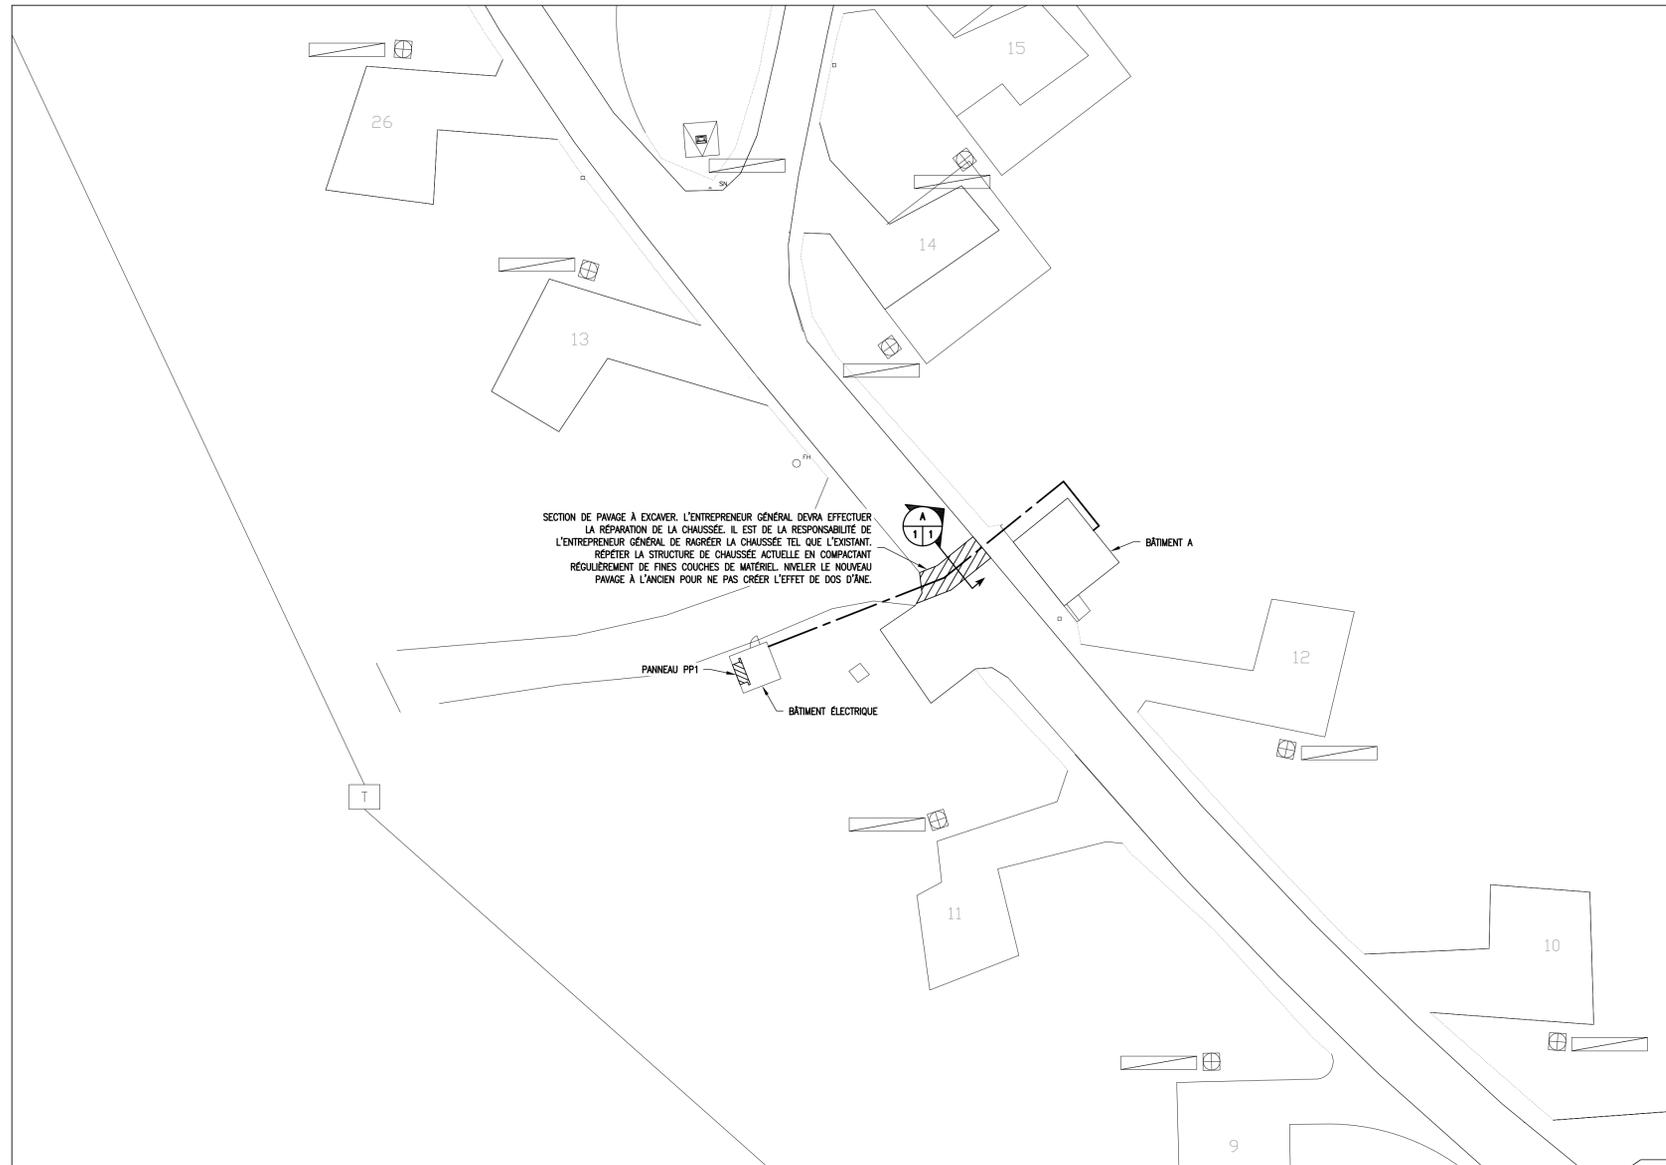 15
26
SN
14
13
FH
SECTION DE PAVAGE À EXCAVER. L'ENTREPRENEUR GÉNÉRAL DEVRA EFFECTUER
LA RÉPARATION DE LA CHAUSSÉE. IL EST DE LA RESPONSABILITÉ DE
L'ENTREPRENEUR GÉNÉRAL DE RAGRÉER LA CHAUSSÉE TEL QUE L'EXISTANT.
RÉPÉTER LA STRUCTURE DE CHAUSSÉE ACTUELLE EN COMPACTANT
RÉGULIÈREMENT DE FINES COUCHES DE MATÉRIEL. NIVELER LE NOUVEAU
PAVAGE À L'ANCIEN POUR NE PAS CRÉER L'EFFET DE DOS D'ÂNE.
A
1 1
BÂTIMENT A
12
PANNEAU PP1
BÂTIMENT ÉLECTRIQUE
T
11
10
9